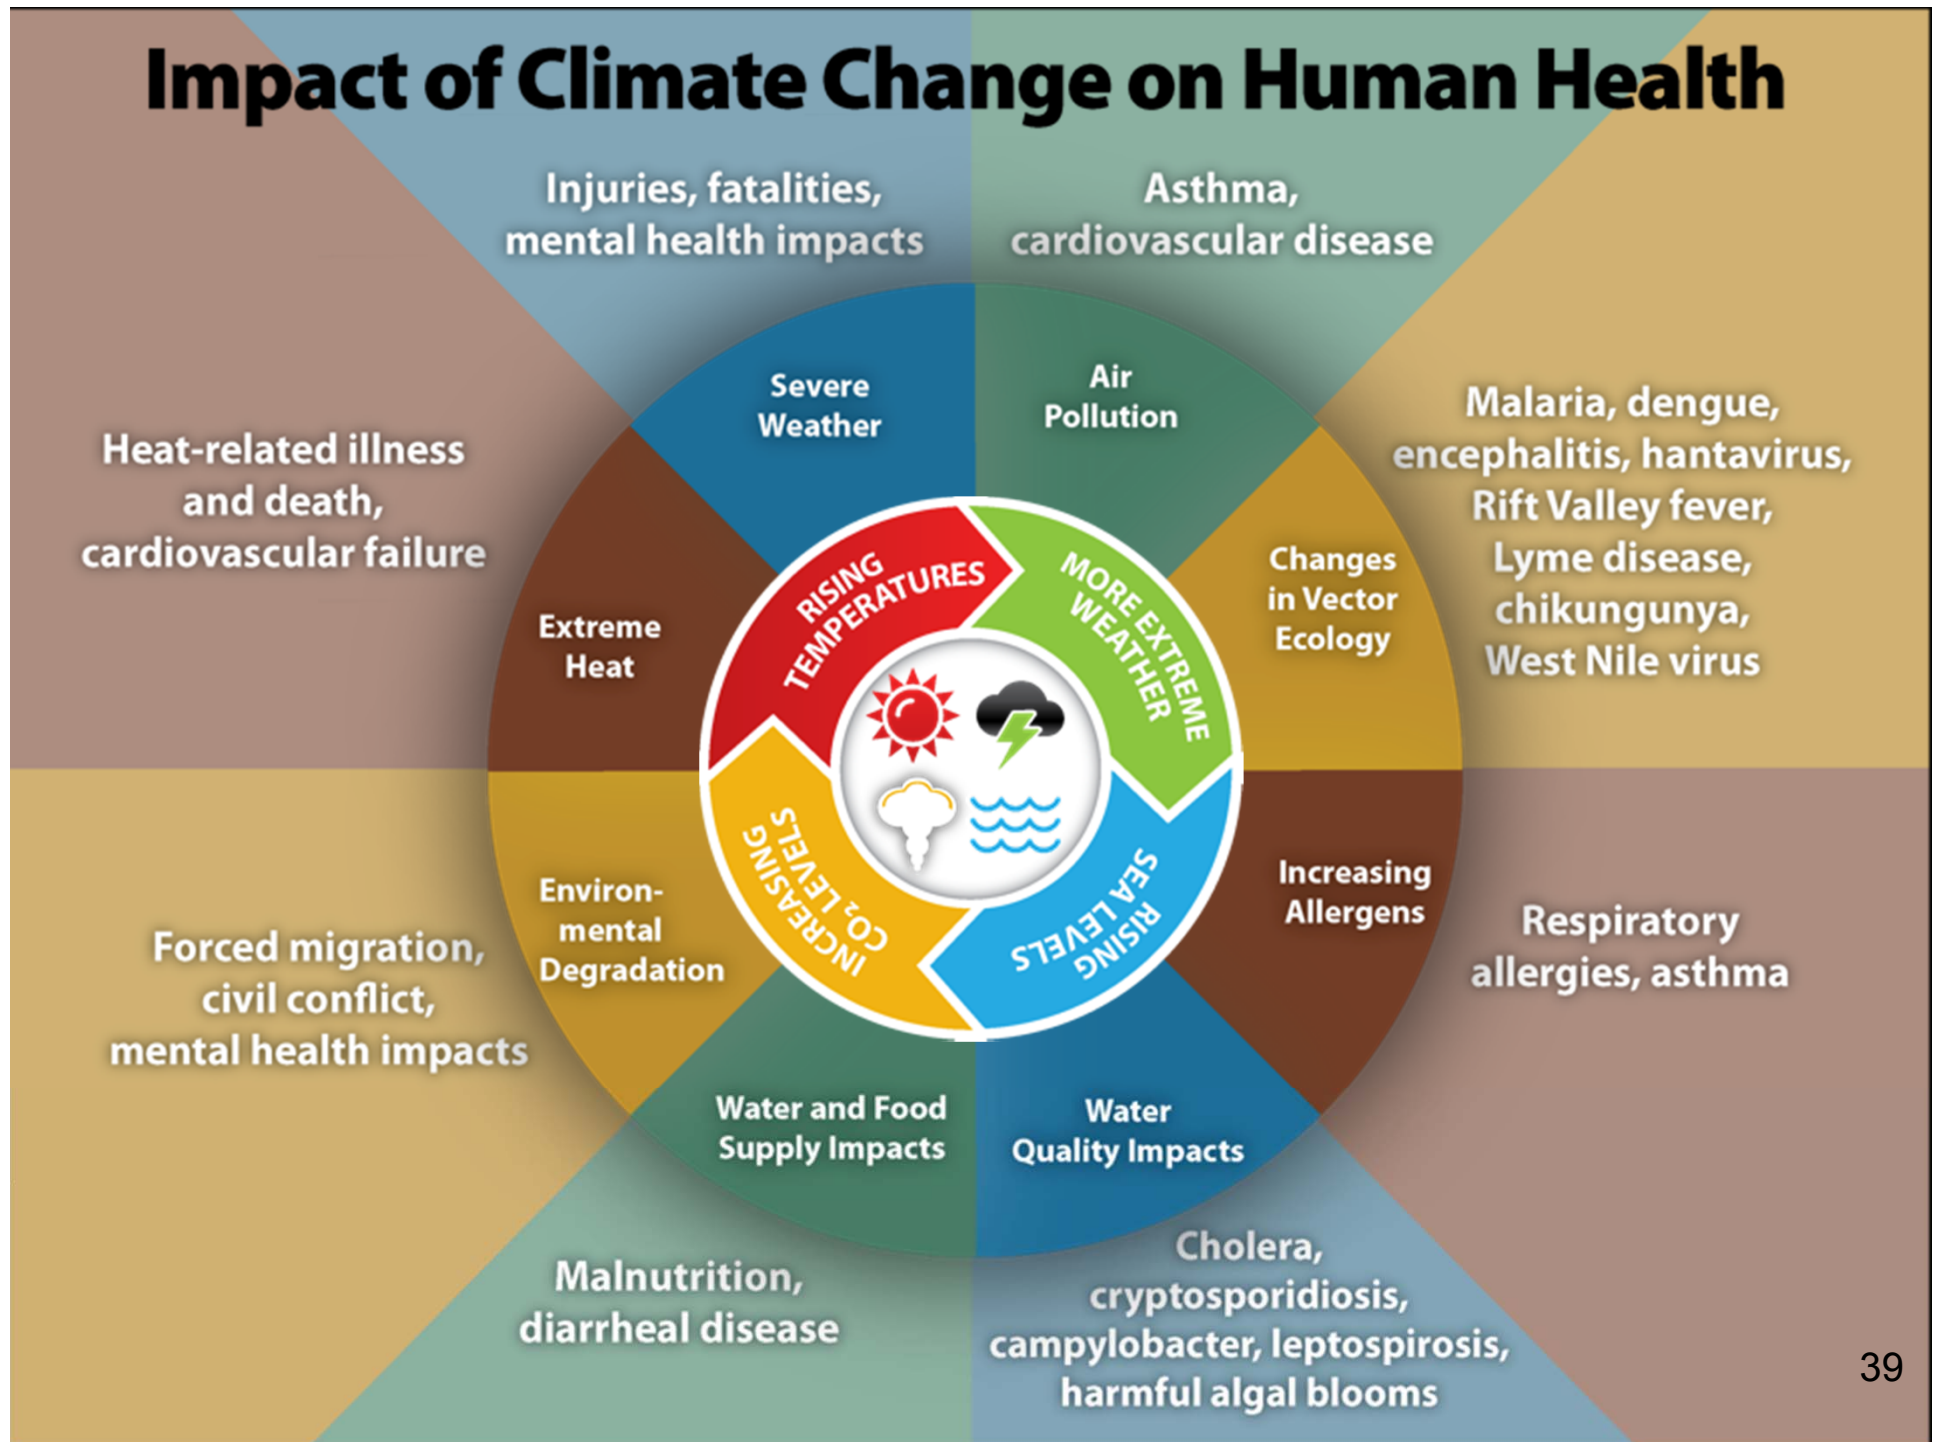 Impact of Climate Change on Human Health
Injuries, fatalities,
mental health impacts
Asthma,
cardiovascular disease
Severe
Weather
Air
Pollution
Malaria, dengue,
encephalitis, hantavirus,
Rift Valley fever,
Lyme disease,
chikungunya,
West Nile virus
Heat-related illness
and death,
cardiovascular failure
Extreme
Heat
Changes
in Vector
Ecology
RISING
TEMPERATURES
MORE EXTREME
WEATHER
RISING
SEA LEVELS
INCREASING
CO₂ LEVELS
Environ-
mental
Degradation
Increasing
Allergens
Forced migration,
civil conflict,
mental health impacts
Respiratory
allergies, asthma
Water and Food
Supply Impacts
Water
Quality Impacts
Malnutrition,
diarrheal disease
Cholera,
cryptosporidiosis,
campylobacter, leptospirosis,
harmful algal blooms
39